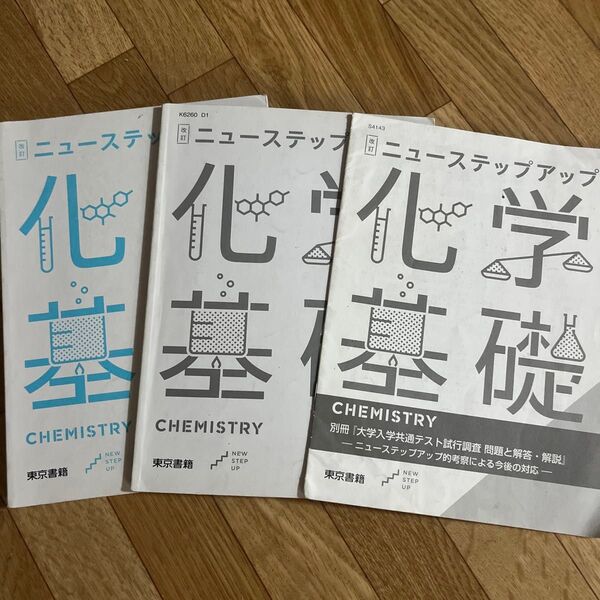 改訂
ニューステップ
化
基
CHEMISTRY
東京書籍
NEW
STEP
UP
K6260 D1
改訂
ニューステップア
化学
基礎
CHEMISTRY
東京書籍
NEW
STEP
UP
S4143
改訂
ニューステップアップ
化学
基礎
CHEMISTRY
別冊『大学入学共通テスト試行調査 問題と解答・解説』
— ニューステップアップ的考察による今後の対応 —
東京書籍
NEW
STEP
UP